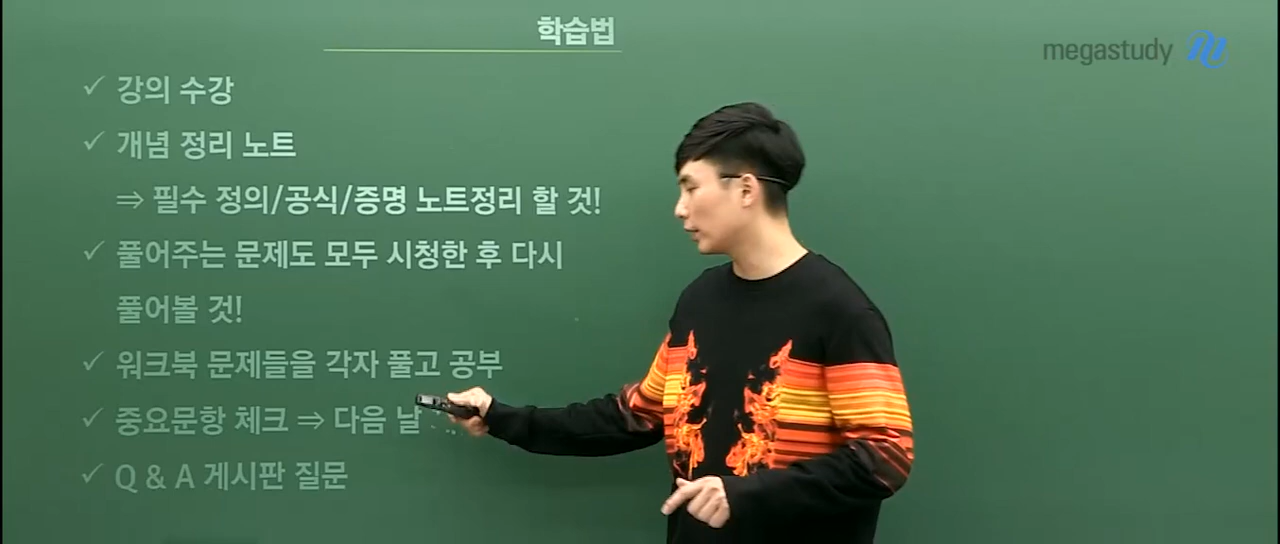 학습법
megastudy
✓ 강의 수강
✓ 개념 정리 노트
⇒ 필수 정의/공식/증명 노트정리 할 것!
✓ 풀어주는 문제도 모두 시청한 후 다시
풀어볼 것!
✓ 워크북 문제들을 각자 풀고 공부
✓ 중요문항 체크 ⇒ 다음 날
✓ Q & A 게시판 질문